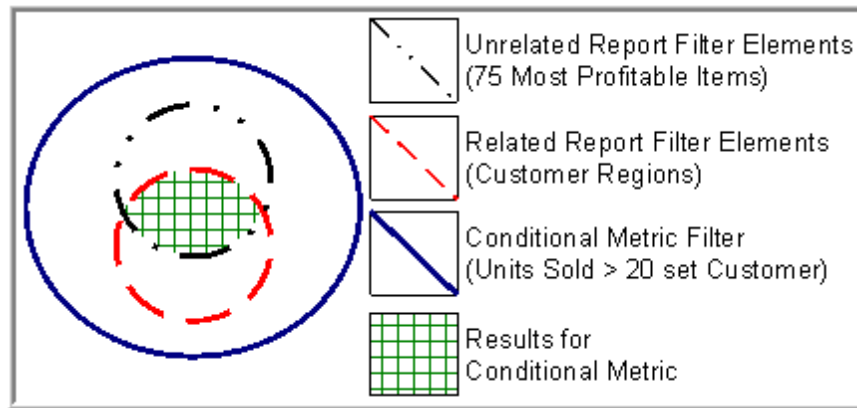 Unrelated Report Filter Elements
(75 Most Profitable Items)
Related Report Filter Elements
(Customer Regions)
Conditional Metric Filter
(Units Sold > 20 set Customer)
Results for
Conditional Metric